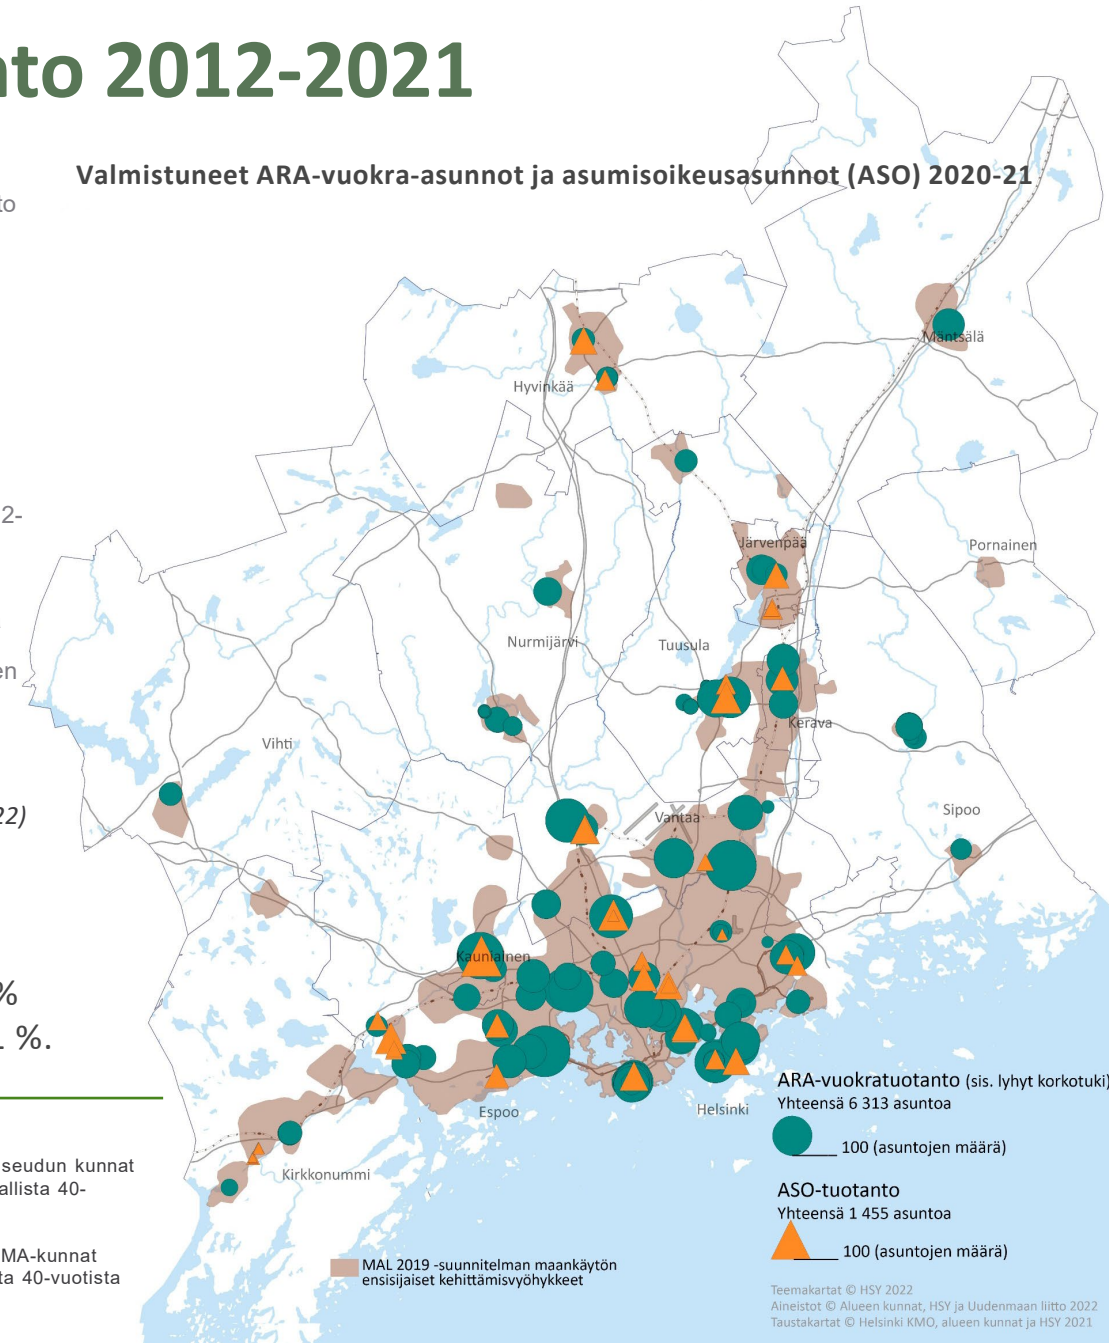 nto 2012-2021
Valmistuneet ARA-vuokra-asunnot ja asumisoikeusasunnot (ASO) 2020-21
to
2-
en
22)
%
1 %.
seudun kunnat
allista 40-
MA-kunnat
ta 40-vuotista
Mäntsälä
Hyvinkää
Järvenpää
Pornainen
Nurmijärvi
Tuusula
Kerava
Vihti
Sipoo
Vantaa
Kauniainen
Espoo
Helsinki
Kirkkonummi
ARA-vuokratuotanto (sis. lyhyt korkotuki)
Yhteensä 6 313 asuntoa
100 (asuntojen määrä)
ASO-tuotanto
Yhteensä 1 455 asuntoa
100 (asuntojen määrä)
MAL 2019 -suunnitelman maankäytön
ensisijaiset kehittämisvyöhykkeet
Teemakartat © HSY 2022
Aineistot © Alueen kunnat, HSY ja Uudenmaan liitto 2022
Taustakartat © Helsinki KMO, alueen kunnat ja HSY 2021